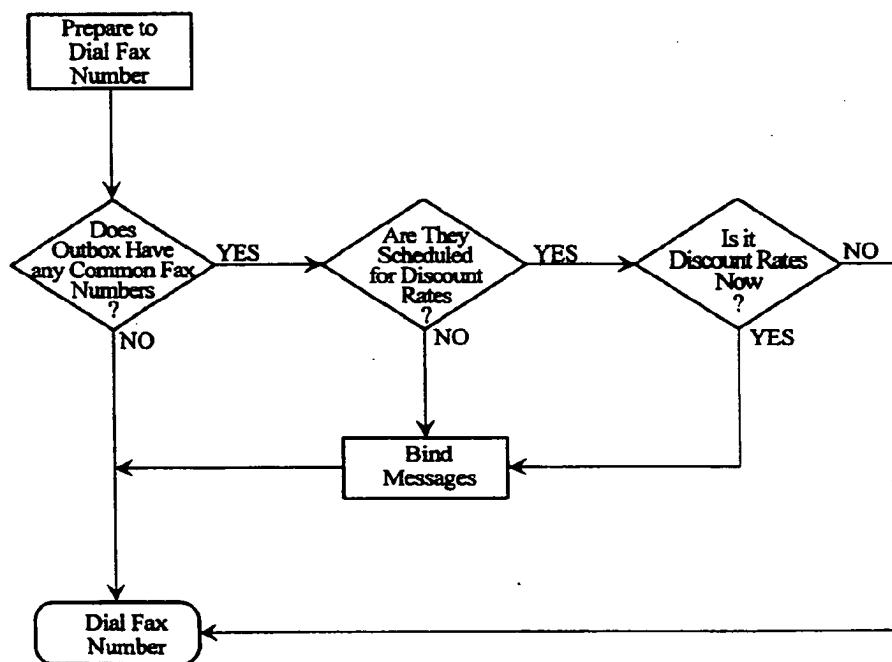 Prepare to
Dial Fax
Number
Does
Outbox Have
any Common Fax
Numbers
?
YES
NO
Are They
Scheduled
for Discount
Rates
?
YES
NO
Is it
Discount Rates
Now
?
NO
YES
Bind
Messages
Dial Fax
Number